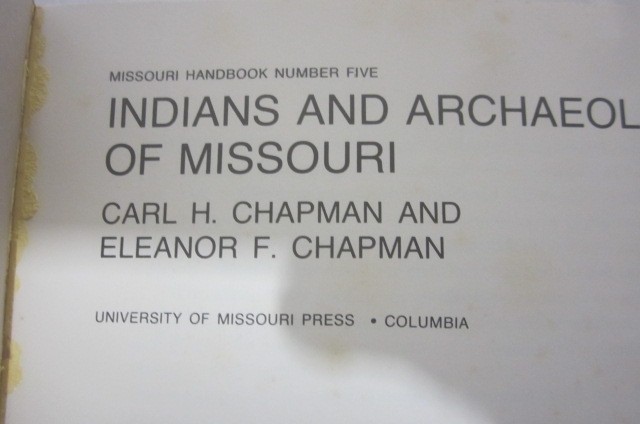 MISSOURI HANDBOOK NUMBER FIVE
INDIANS AND ARCHAEOL
OF MISSOURI
CARL H. CHAPMAN AND
ELEANOR F. CHAPMAN
UNIVERSITY OF MISSOURI PRESS • COLUMBIA